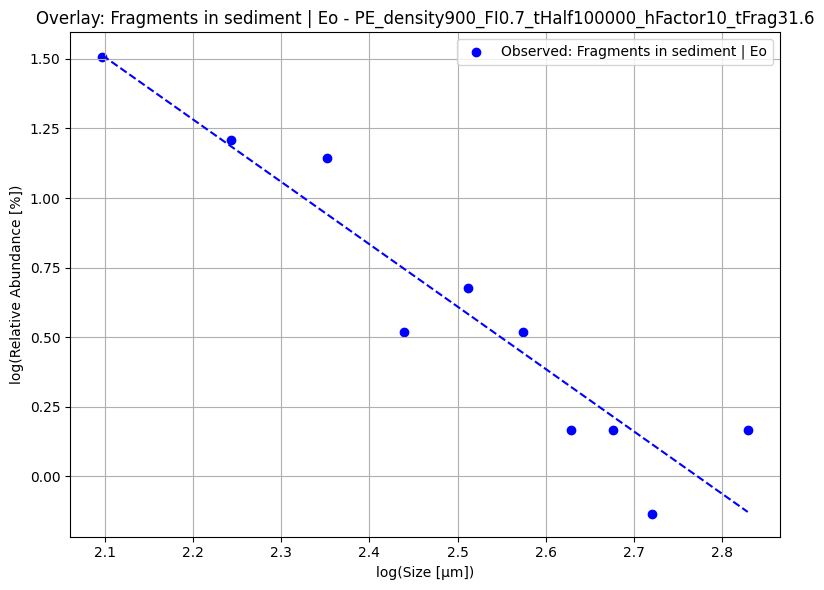 Overlay: Fragments in sediment | Eo - PE_density900_FI0.7_tHalf100000_hFactor10_tFrag31.6
Observed: Fragments in sediment | Eo
log(Relative Abundance [%])
1.50
1.25
1.00
0.75
0.50
0.25
0.00
2.1 2.2 2.3 2.4 2.5 2.6 2.7 2.8
log(Size [μm])